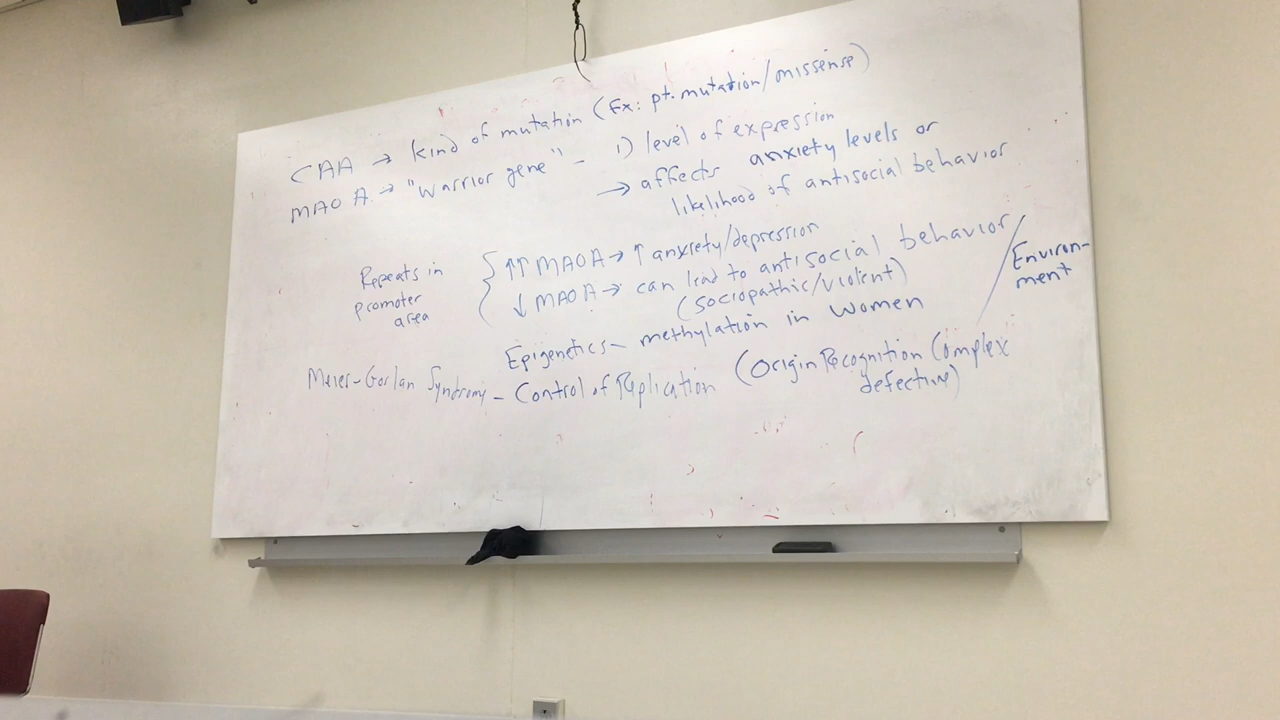 CAA → kind of mutation (Ex: pt. mutation/missense)
MAOA → "Warrior gene" - 1) level of expression
→ affects anxiety levels or
likelihood of antisocial behavior
Repeats in
promoter
area
{ ↑↑ MAOA → ↑ anxiety/depression
↓ MAOA → can lead to antisocial behavior
(sociopathic/violent)
/Environ-
ment
Epigenetics - methylation in women
Meier-Gorlan Syndrome - Control of Replication (Origin Recognition Complex
defective)